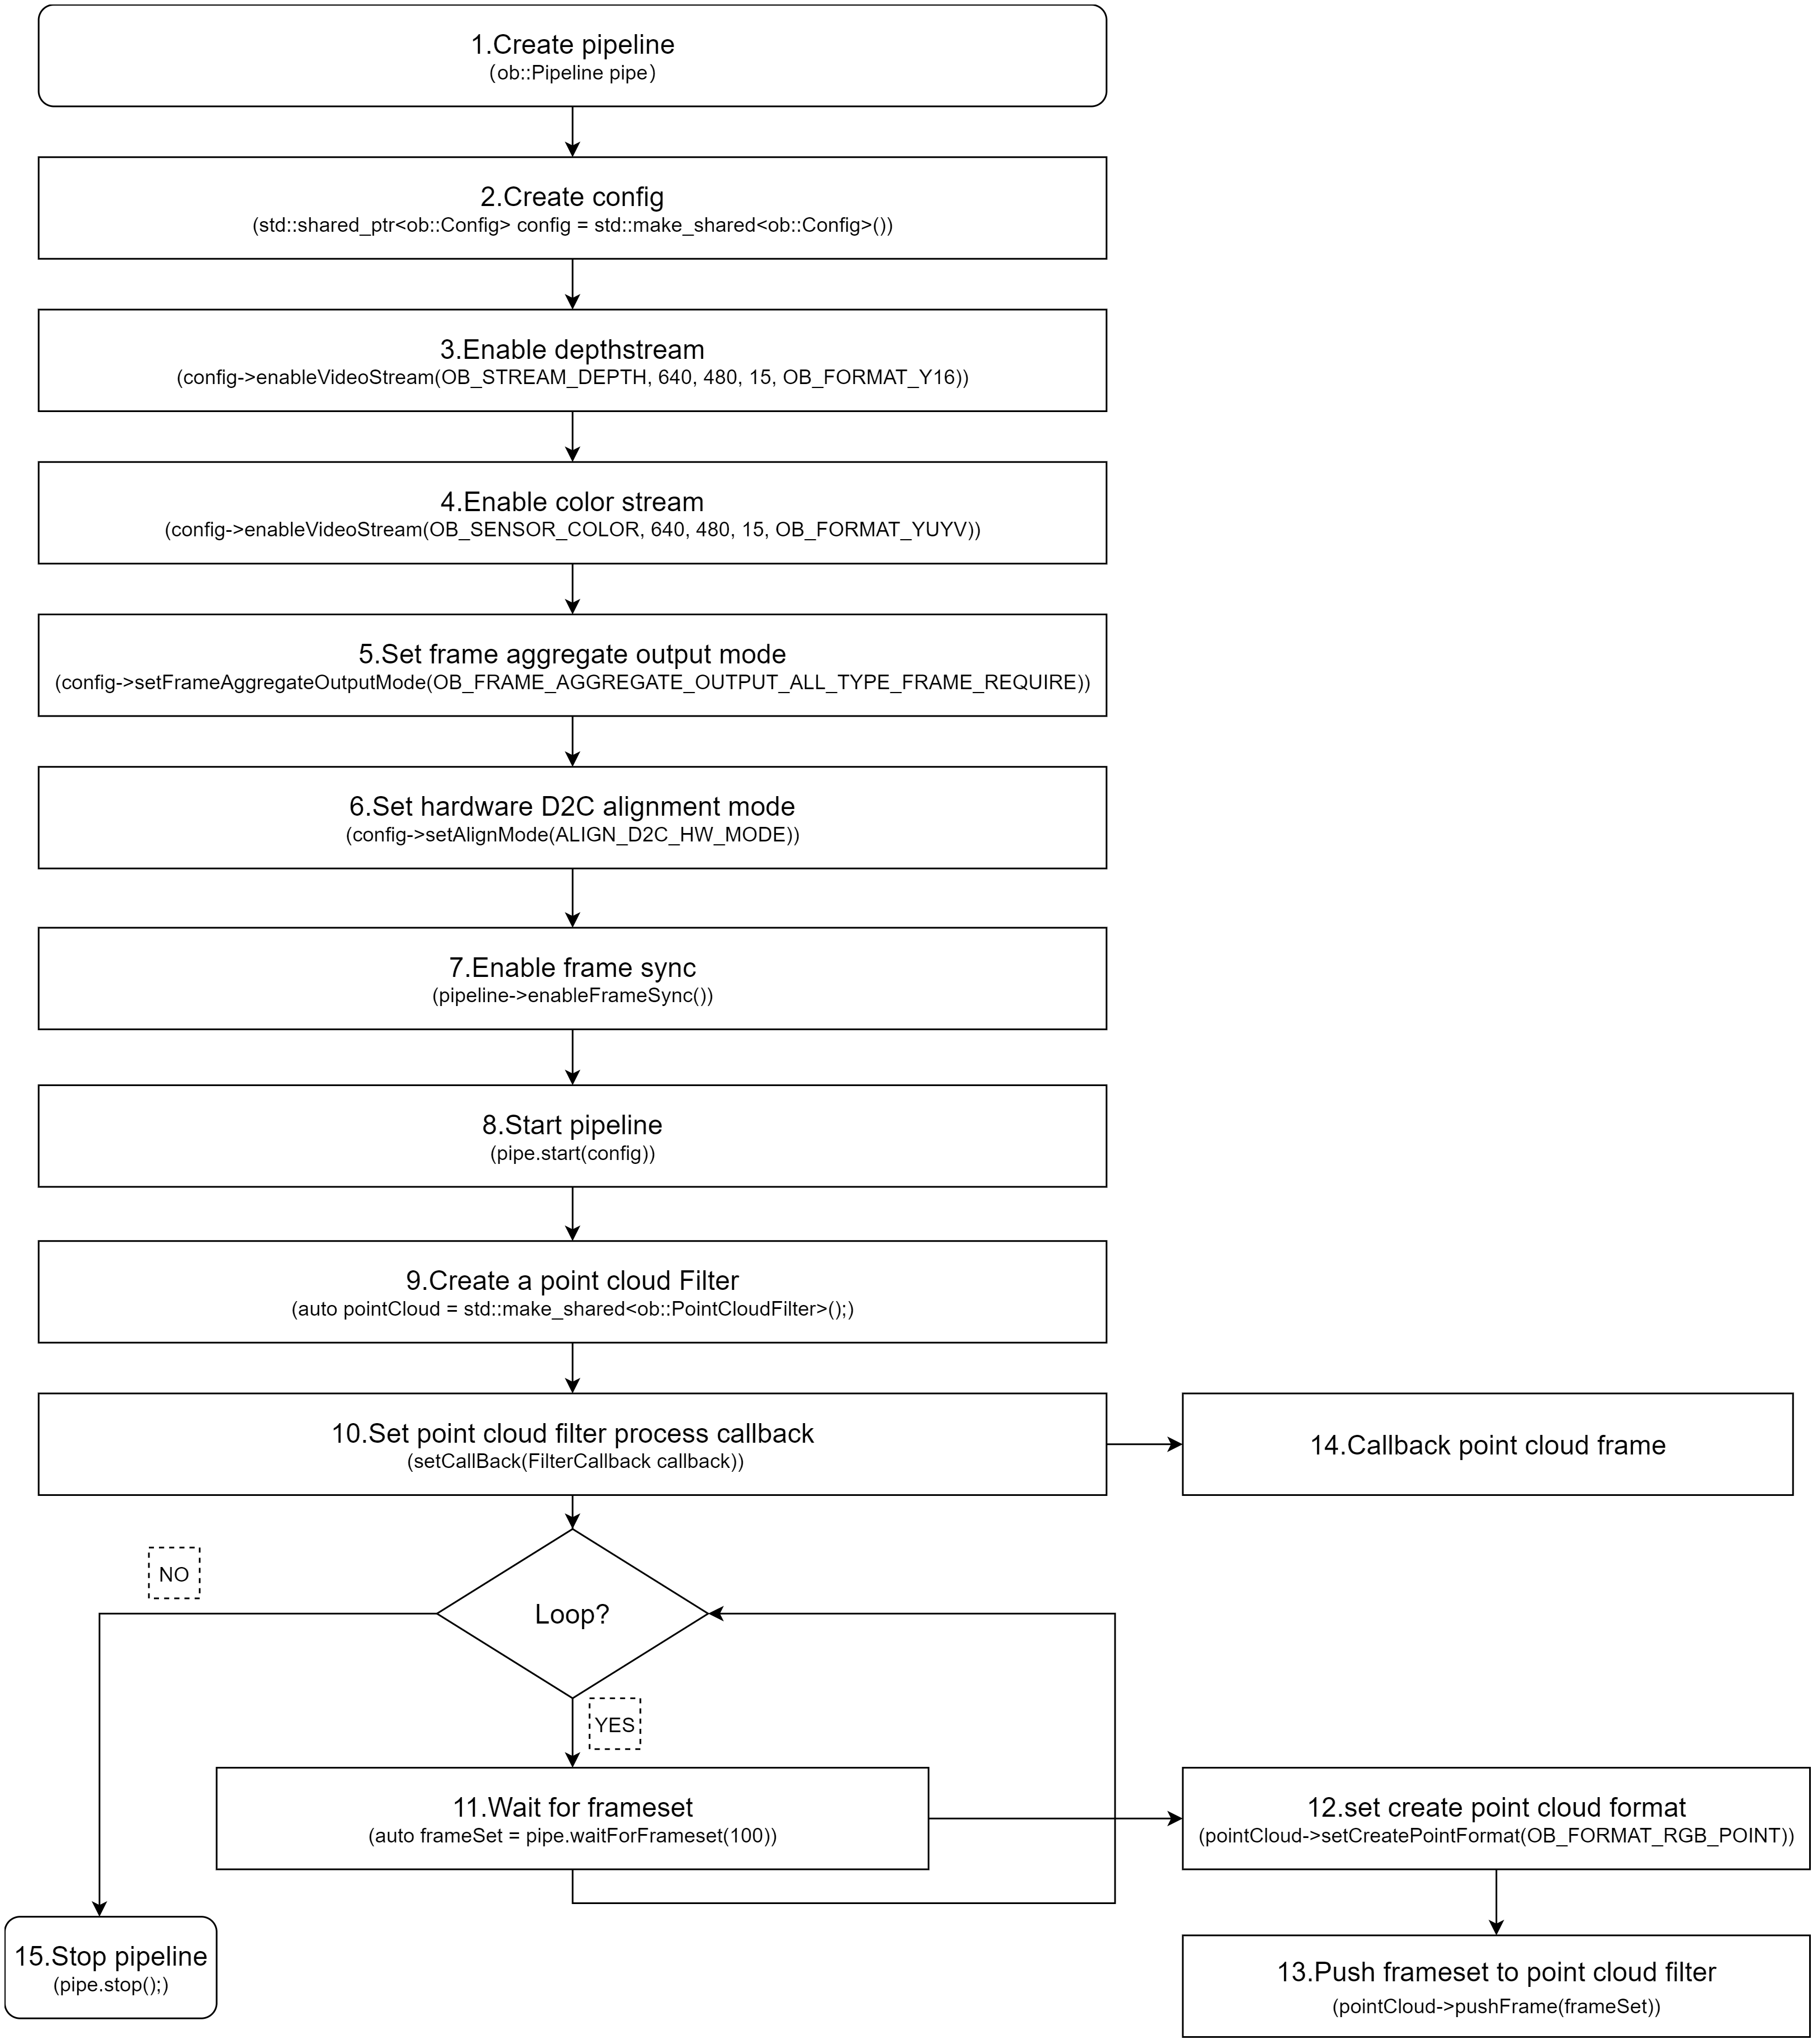 1.Create pipeline
(ob::Pipeline pipe)
2.Create config
(std::shared_ptr<ob::Config> config = std::make_shared<ob::Config>())
3.Enable depthstream
(config->enableVideoStream(OB_STREAM_DEPTH, 640, 480, 15, OB_FORMAT_Y16))
4.Enable color stream
(config->enableVideoStream(OB_SENSOR_COLOR, 640, 480, 15, OB_FORMAT_YUYV))
5.Set frame aggregate output mode
(config->setFrameAggregateOutputMode(OB_FRAME_AGGREGATE_OUTPUT_ALL_TYPE_FRAME_REQUIRE))
6.Set hardware D2C alignment mode
(config->setAlignMode(ALIGN_D2C_HW_MODE))
7.Enable frame sync
(pipeline->enableFrameSync())
8.Start pipeline
(pipe.start(config))
9.Create a point cloud Filter
(auto pointCloud = std::make_shared<ob::PointCloudFilter>();)
10.Set point cloud filter process callback
(setCallBack(FilterCallback callback))
14.Callback point cloud frame
NO
Loop?
YES
11.Wait for frameset
(auto frameSet = pipe.waitForFrameset(100))
12.set create point cloud format
(pointCloud->setCreatePointFormat(OB_FORMAT_RGB_POINT))
13.Push frameset to point cloud filter
(pointCloud->pushFrame(frameSet))
15.Stop pipeline
(pipe.stop();)